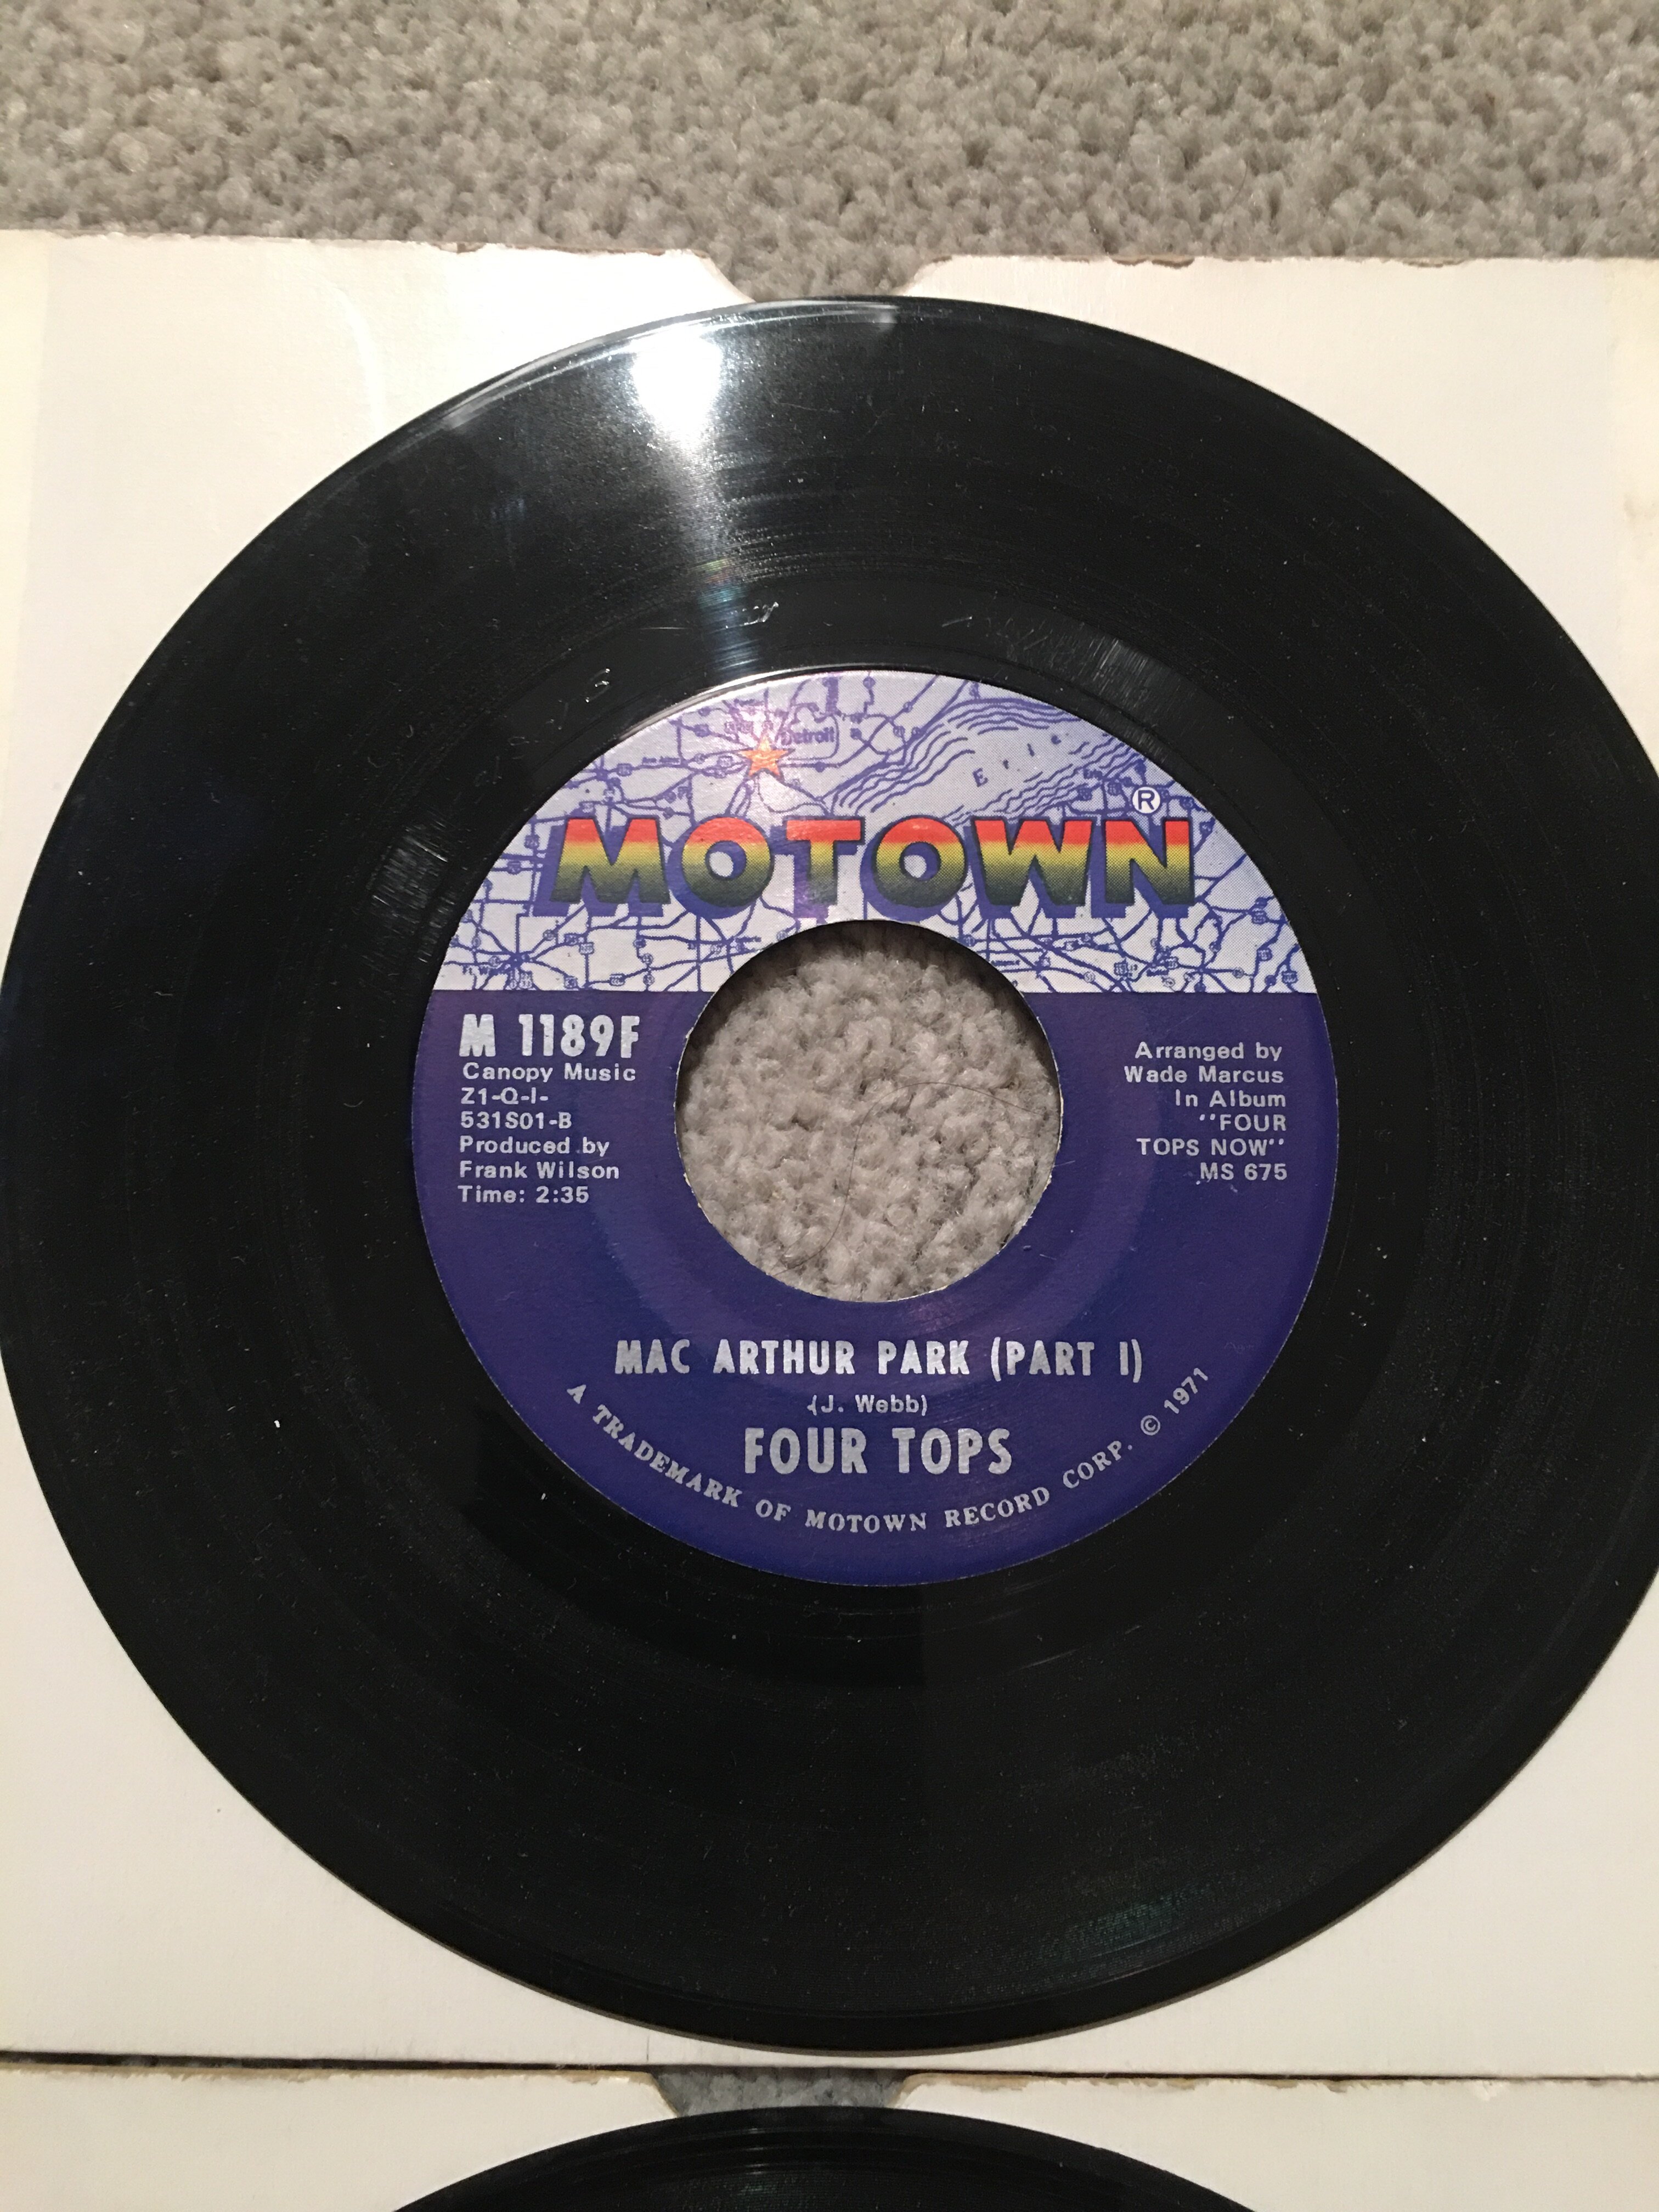 Detroit
Erie
MOTOWN®
M 1189F
Canopy Music
Z1-Q-I-
531S01-B
Produced by
Frank Wilson
Time: 2:35
Arranged by
Wade Marcus
In Album
"FOUR
TOPS NOW"
MS 675
MAC ARTHUR PARK (PART I)
(J. Webb)
FOUR TOPS
A TRADEMARK OF MOTOWN RECORD CORP. © 1971